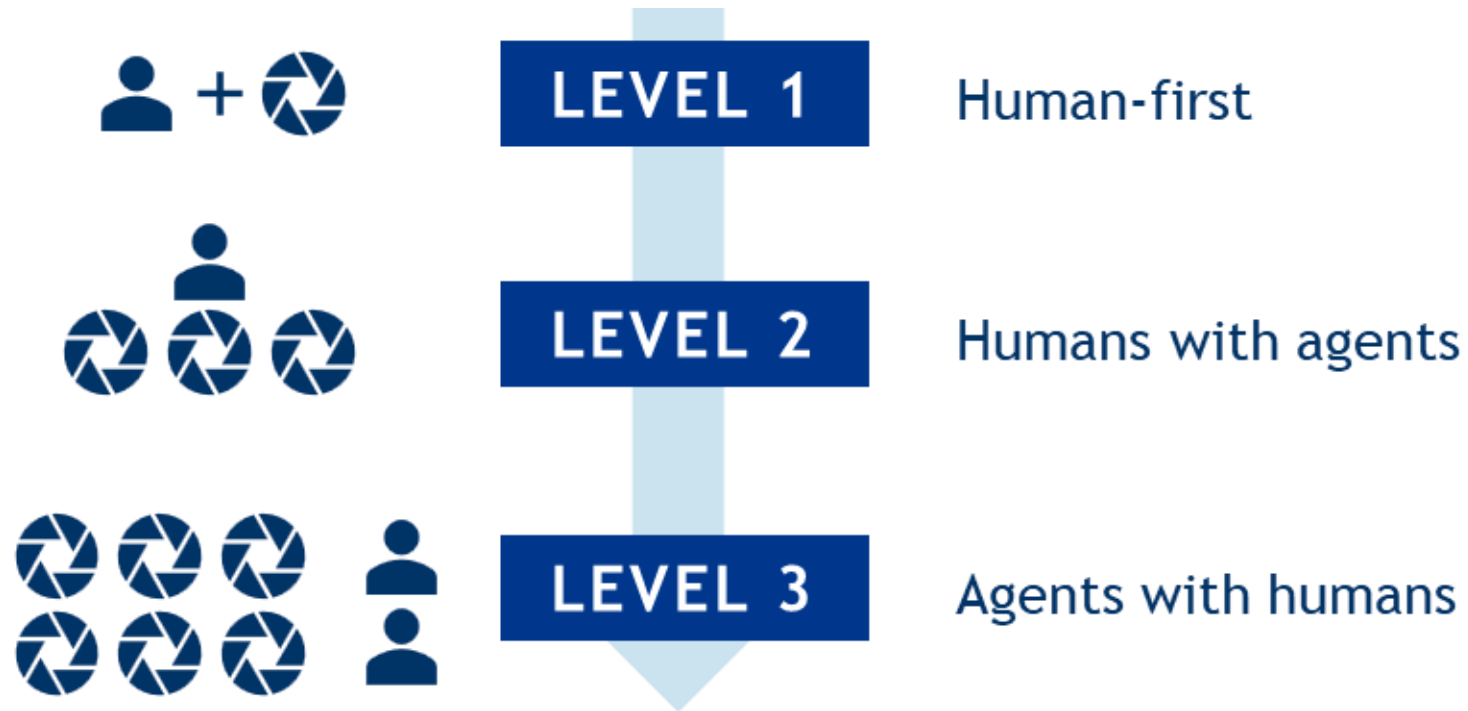 LEVEL 1
Human-first
LEVEL 2
Humans with agents
LEVEL 3
Agents with humans